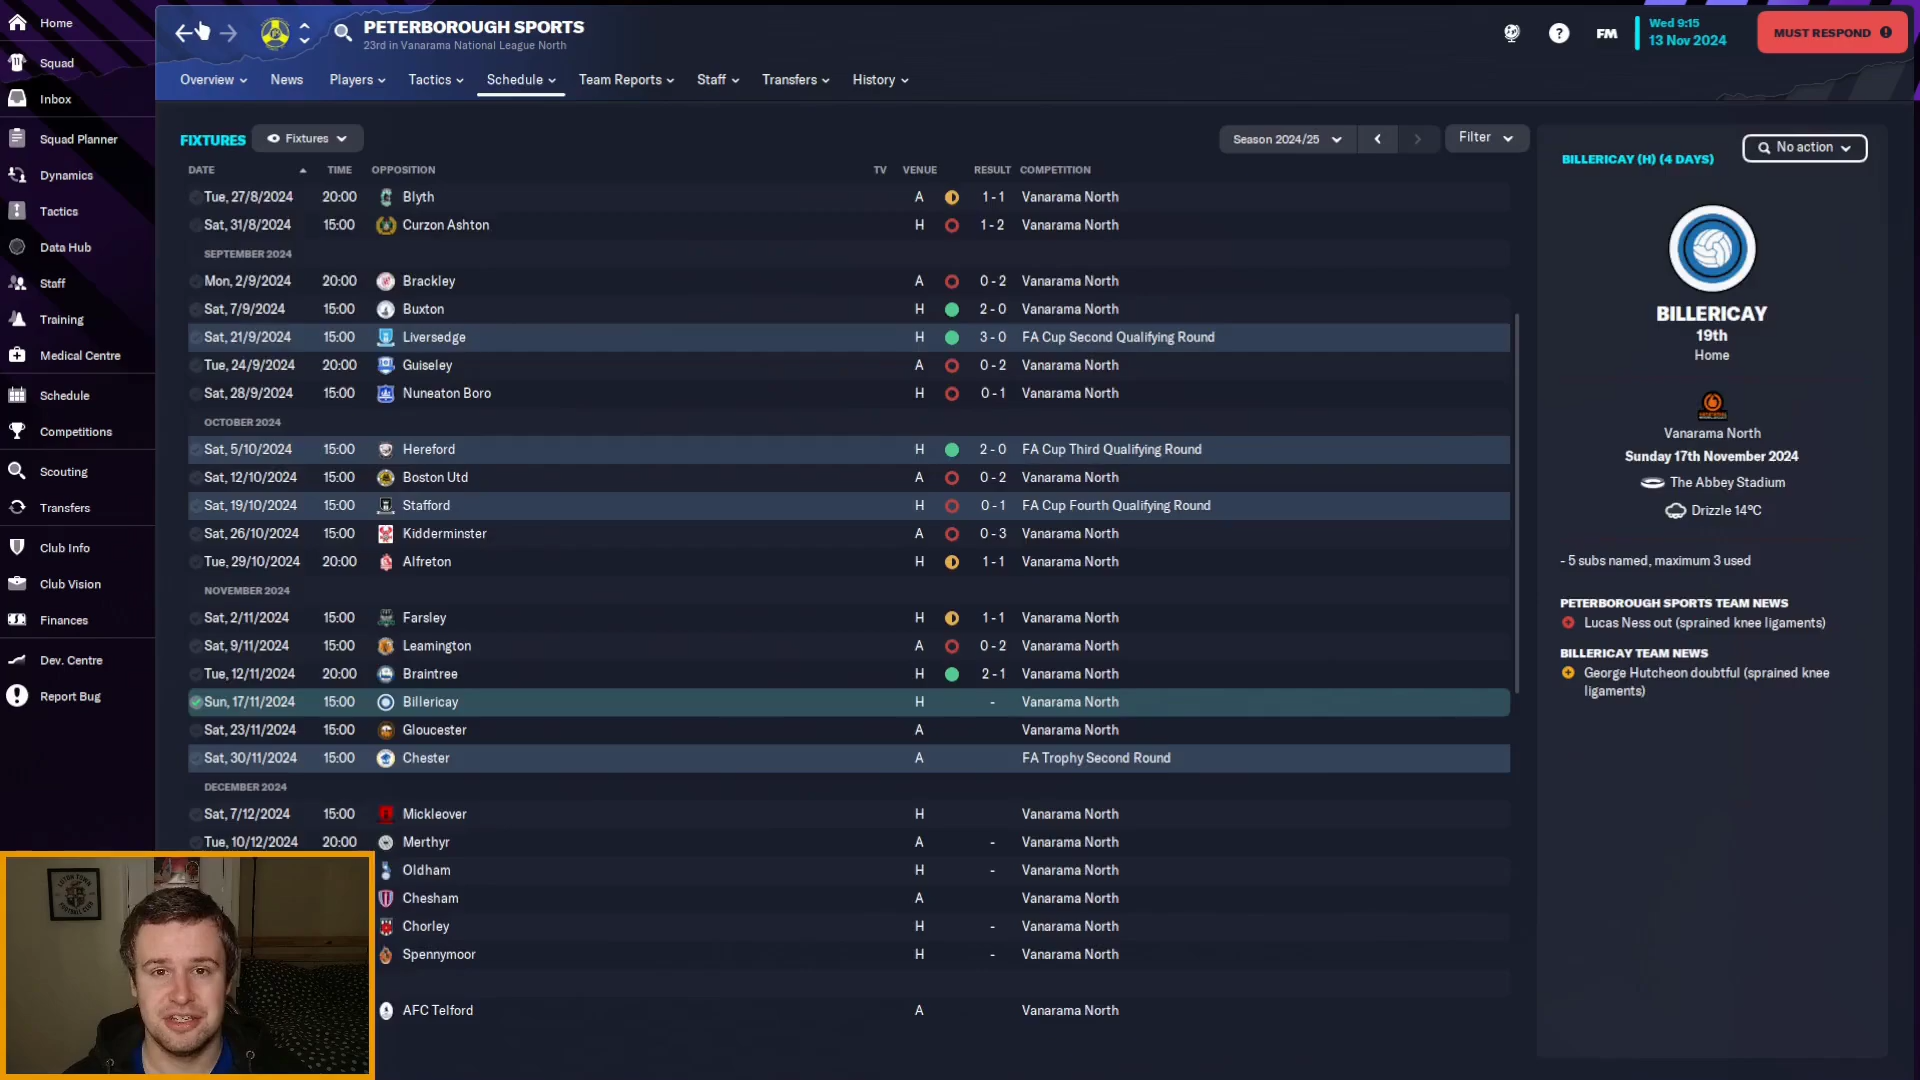 Home
Squad
Inbox
Squad Planner
Dynamics
Tactics
Data Hub
Staff
Training
Medical Centre
Schedule
Competitions
Scouting
Transfers
Club Info
Club Vision
Finances
Dev. Centre
Report Bug
PETERBOROUGH SPORTS
23rd in Vanarama National League North
FM
Wed 9:15
13 Nov 2024
MUST RESPOND
Overview News Players Tactics Schedule Team Reports Staff Transfers History
FIXTURES Fixtures Season 2024/25 Filter
DATE TIME OPPOSITION TV VENUE RESULT COMPETITION
Tue, 27/8/2024 20:00 Blyth A 1 - 1 Vanarama North
Sat, 31/8/2024 15:00 Curzon Ashton H 1 - 2 Vanarama North
SEPTEMBER 2024
Mon, 2/9/2024 20:00 Brackley A 0 - 2 Vanarama North
Sat, 7/9/2024 15:00 Buxton H 2 - 0 Vanarama North
Sat, 21/9/2024 15:00 Liversedge H 3 - 0 FA Cup Second Qualifying Round
Tue, 24/9/2024 20:00 Guiseley A 0 - 2 Vanarama North
Sat, 28/9/2024 15:00 Nuneaton Boro H 0 - 1 Vanarama North
OCTOBER 2024
Sat, 5/10/2024 15:00 Hereford H 2 - 0 FA Cup Third Qualifying Round
Sat, 12/10/2024 15:00 Boston Utd A 0 - 2 Vanarama North
Sat, 19/10/2024 15:00 Stafford H 0 - 1 FA Cup Fourth Qualifying Round
Sat, 26/10/2024 15:00 Kidderminster A 0 - 3 Vanarama North
Tue, 29/10/2024 20:00 Alfreton H 1 - 1 Vanarama North
NOVEMBER 2024
Sat, 2/11/2024 15:00 Farsley H 1 - 1 Vanarama North
Sat, 9/11/2024 15:00 Leamington A 0 - 2 Vanarama North
Tue, 12/11/2024 20:00 Braintree H 2 - 1 Vanarama North
Sun, 17/11/2024 15:00 Billericay H - Vanarama North
Sat, 23/11/2024 15:00 Gloucester A Vanarama North
Sat, 30/11/2024 15:00 Chester A FA Trophy Second Round
DECEMBER 2024
Sat, 7/12/2024 15:00 Mickleover H Vanarama North
Tue, 10/12/2024 20:00 Merthyr A - Vanarama North
Oldham H - Vanarama North
Chesham A Vanarama North
Chorley H - Vanarama North
Spennymoor H - Vanarama North
AFC Telford A Vanarama North
BILLERICAY (H) (4 DAYS) No action
BILLERICAY
19th
Home
Vanarama North
Sunday 17th November 2024
The Abbey Stadium
Drizzle 14°C
- 5 subs named, maximum 3 used
PETERBOROUGH SPORTS TEAM NEWS
Lucas Ness out (sprained knee ligaments)
BILLERICAY TEAM NEWS
George Hutcheon doubtful (sprained knee
ligaments)
LUTON TOWN
FOOTBALL CLUB